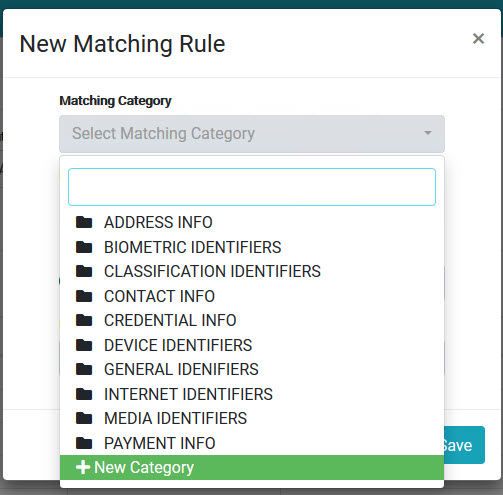 New Matching Rule
×
Matching Category
Select Matching Category
ADDRESS INFO
BIOMETRIC IDENTIFIERS
CLASSIFICATION IDENTIFIERS
CONTACT INFO
CREDENTIAL INFO
DEVICE IDENTIFIERS
GENERAL IDENIFIERS
INTERNET IDENTIFIERS
MEDIA IDENTIFIERS
PAYMENT INFO
Save
+ New Category